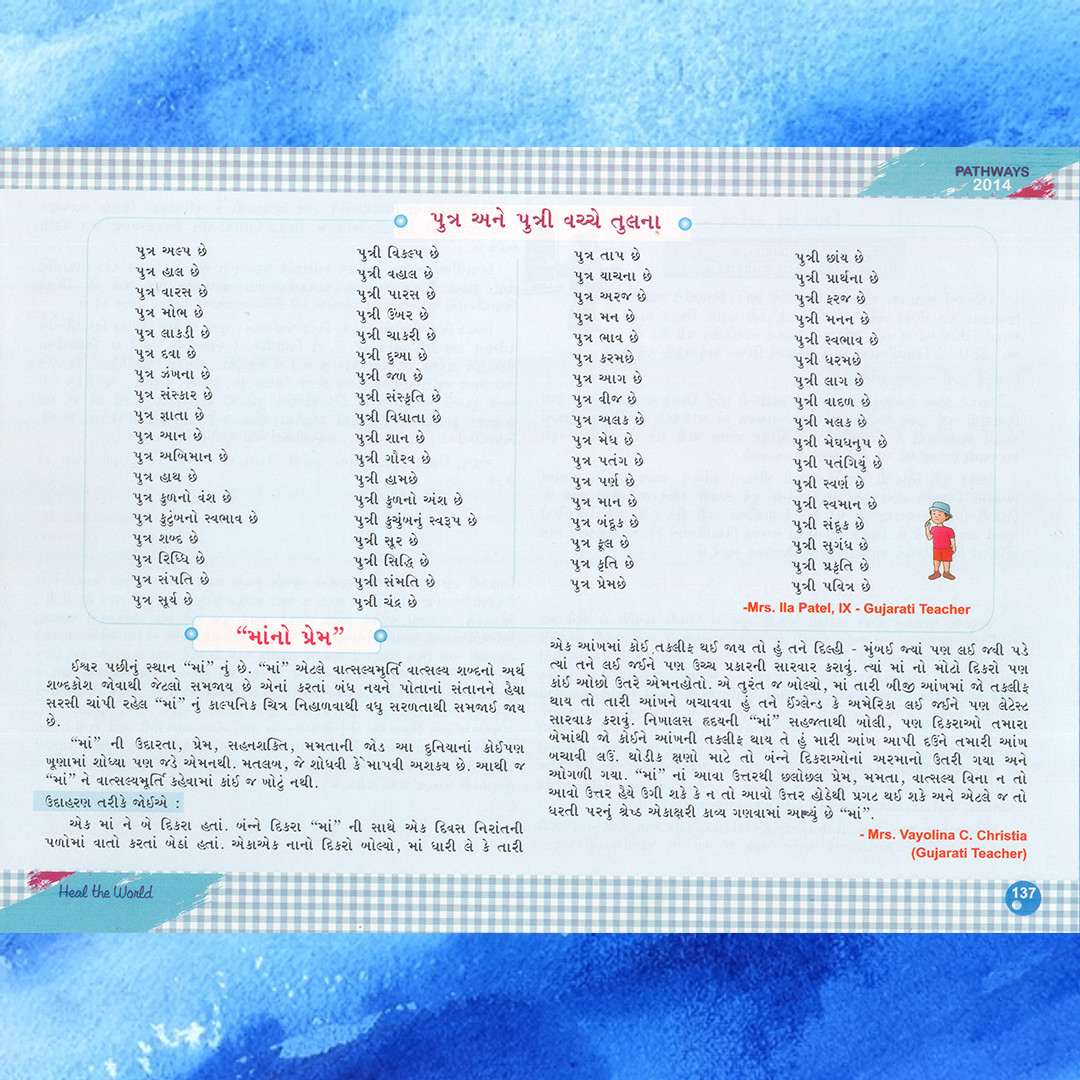 PATHWAYS
2014
પુત્ર અને પુત્રી વચ્ચે તુલના
પુત્ર અલ્પ છે
પુત્ર હાલ છે
પુત્ર વારસ છે
પુત્ર મોભ છે
પુત્ર લાકડી છે
પુત્ર દવા છે
પુત્ર ઝંખના છે
પુત્ર સંસ્કાર છે
પુત્ર જ્ઞાતા છે
પુત્ર આન છે
પુત્ર અભિમાન છે
પુત્ર હાથ છે
પુત્ર કુળનો વંશ છે
પુત્ર કુટુંબનો સ્વભાવ છે
પુત્ર શબ્દ છે
પુત્ર રિધ્ધિ છે
પુત્ર સંપતિ છે
પુત્ર સૂર્ય છે
પુત્રી વિકલ્પ છે
પુત્રી વહાલ છે
પુત્રી પારસ છે
પુત્રી ઉંબર છે
પુત્રી ચાકરી છે
પુત્રી દુઆ છે
પુત્રી જળ છે
પુત્રી સંસ્કૃતિ છે
પુત્રી વિધાતા છે
પુત્રી શાન છે
પુત્રી ગૌરવ છે
પુત્રી હામછે
પુત્રી કુળનો અંશ છે
પુત્રી કુચુંબનું સ્વરૂપ છે
પુત્રી સૂર છે
પુત્રી સિદ્ધિ છે
પુત્રી સંમતિ છે
પુત્રી ચંદ્ર છે
પુત્ર તાપ છે
પુત્ર યાચના છે
પુત્ર અરજ છે
પુત્ર મન છે
પુત્ર ભાવ છે
પુત્ર કરમછે
પુત્ર આગ છે
પુત્ર વીજ છે
પુત્ર અલક છે
પુત્ર મેઘ છે
પુત્ર પતંગ છે
પુત્ર પર્ણ છે
પુત્ર માન છે
પુત્ર બંદૂક છે
પુત્ર ફૂલ છે
પુત્ર કૃતિ છે
પુત્ર પ્રેમછે
પુત્રી છાંય છે
પુત્રી પ્રાર્થના છે
પુત્રી ફરજ છે
પુત્રી મનન છે
પુત્રી સ્વભાવ છે
પુત્રી ધરમછે
પુત્રી લાગ છે
પુત્રી વાદળ છે
પુત્રી મલક છે
પુત્રી મેઘધનુષ છે
પુત્રી પતંગિયું છે
પુત્રી સ્વર્ણ છે
પુત્રી સ્વમાન છે
પુત્રી સંદૂક છે
પુત્રી સુગંધ છે
પુત્રી પ્રકૃતિ છે
પુત્રી પવિત્ર છે
-Mrs. Ila Patel, IX - Gujarati Teacher
“માંનો પ્રેમ”
ઈશ્વર પછીનું સ્થાન “માં” નું છે. “માં” એટલે વાત્સલ્યમુર્તિ વાત્સલ્ય શબ્દનો અર્થ
શબ્દકોશ જોવાથી જેટલો સમજાય છે એનાં કરતાં બંધ નયને પોતાનાં સંતાનને હૈયા
સરસી ચાંપી રહેલ “માં” નું કાલ્પનિક ચિત્ર નિહાળવાથી વધુ સરળતાથી સમજાઈ જાય
છે.
“માં” ની ઉદારતા, પ્રેમ, સહનશક્તિ, મમતાની જોડ આ દુનિયાનાં કોઈપણ
ખૂણામાં શોધ્યા પણ જડે એમનથી. મતલબ, જે શોધવી કે માપવી અશકય છે. આથી જ
“માં” ને વાત્સલ્યમૂર્તિ કહેવામાં કાંઈ જ ખોટું નથી.
ઉદાહરણ તરીકે જોઈએ :
એક માં ને બે દિકરા હતાં. બંન્ને દિકરા “માં” ની સાથે એક દિવસ નિરાંતની
પળોમાં વાતો કરતાં બેઠાં હતાં. એકાએક નાનો દિકરો બોલ્યો, માં ધારી લે કે તારી
એક આંખમાં કોઈ તકલીફ થઈ જાય તો હું તને દિલ્હી - મુંબઈ જ્યાં પણ લઈ જવી પડે
ત્યાં તને લઈ જઈને પણ ઉચ્ચ પ્રકારની સારવાર કરાવું. ત્યાં માં નો મોટો દિકરો પણ
કાંઈ ઓછો ઉતરે એમનહોતો. એ તુરંત જ બોલ્યો, માં તારી બીજી આંખમાં જો તકલીફ
થાય તો તારી આંખને બચાવવા હું તને ઈંગ્લેન્ડ કે અમેરિકા લઈ જઈને પણ લેટેસ્ટ
સારવાક કરાવું. નિખાલસ હૃદયની “માં” સહજતાથી બોલી, પણ દિકરાઓ તમારા
બેમાંથી જો કોઈને આંખની તકલીફ થાય તે હું મારી આંખ આપી દઉંને તમારી આંખ
બચાવી લઉં. થોડીક ક્ષણો માટે તો બંન્ને દિકરાઓનાં અરમાનો ઉતરી ગયા અને
ઓગળી ગયા. “માં” નાં આવા ઉત્તરથી છલોછલ પ્રેમ, મમતા, વાત્સલ્ય વિના ન તો
આવો ઉત્તર હૈયે ઉગી શકે કે ન તો આવો ઉત્તર હોઠેથી પ્રગટ થઈ શકે અને એટલે જ તો
ધરતી પરનું શ્રેષ્ઠ એકાક્ષરી કાવ્ય ગણવામાં આવ્યું છે “માં”.
- Mrs. Vayolina C. Christia
(Gujarati Teacher)
Heal the World
137